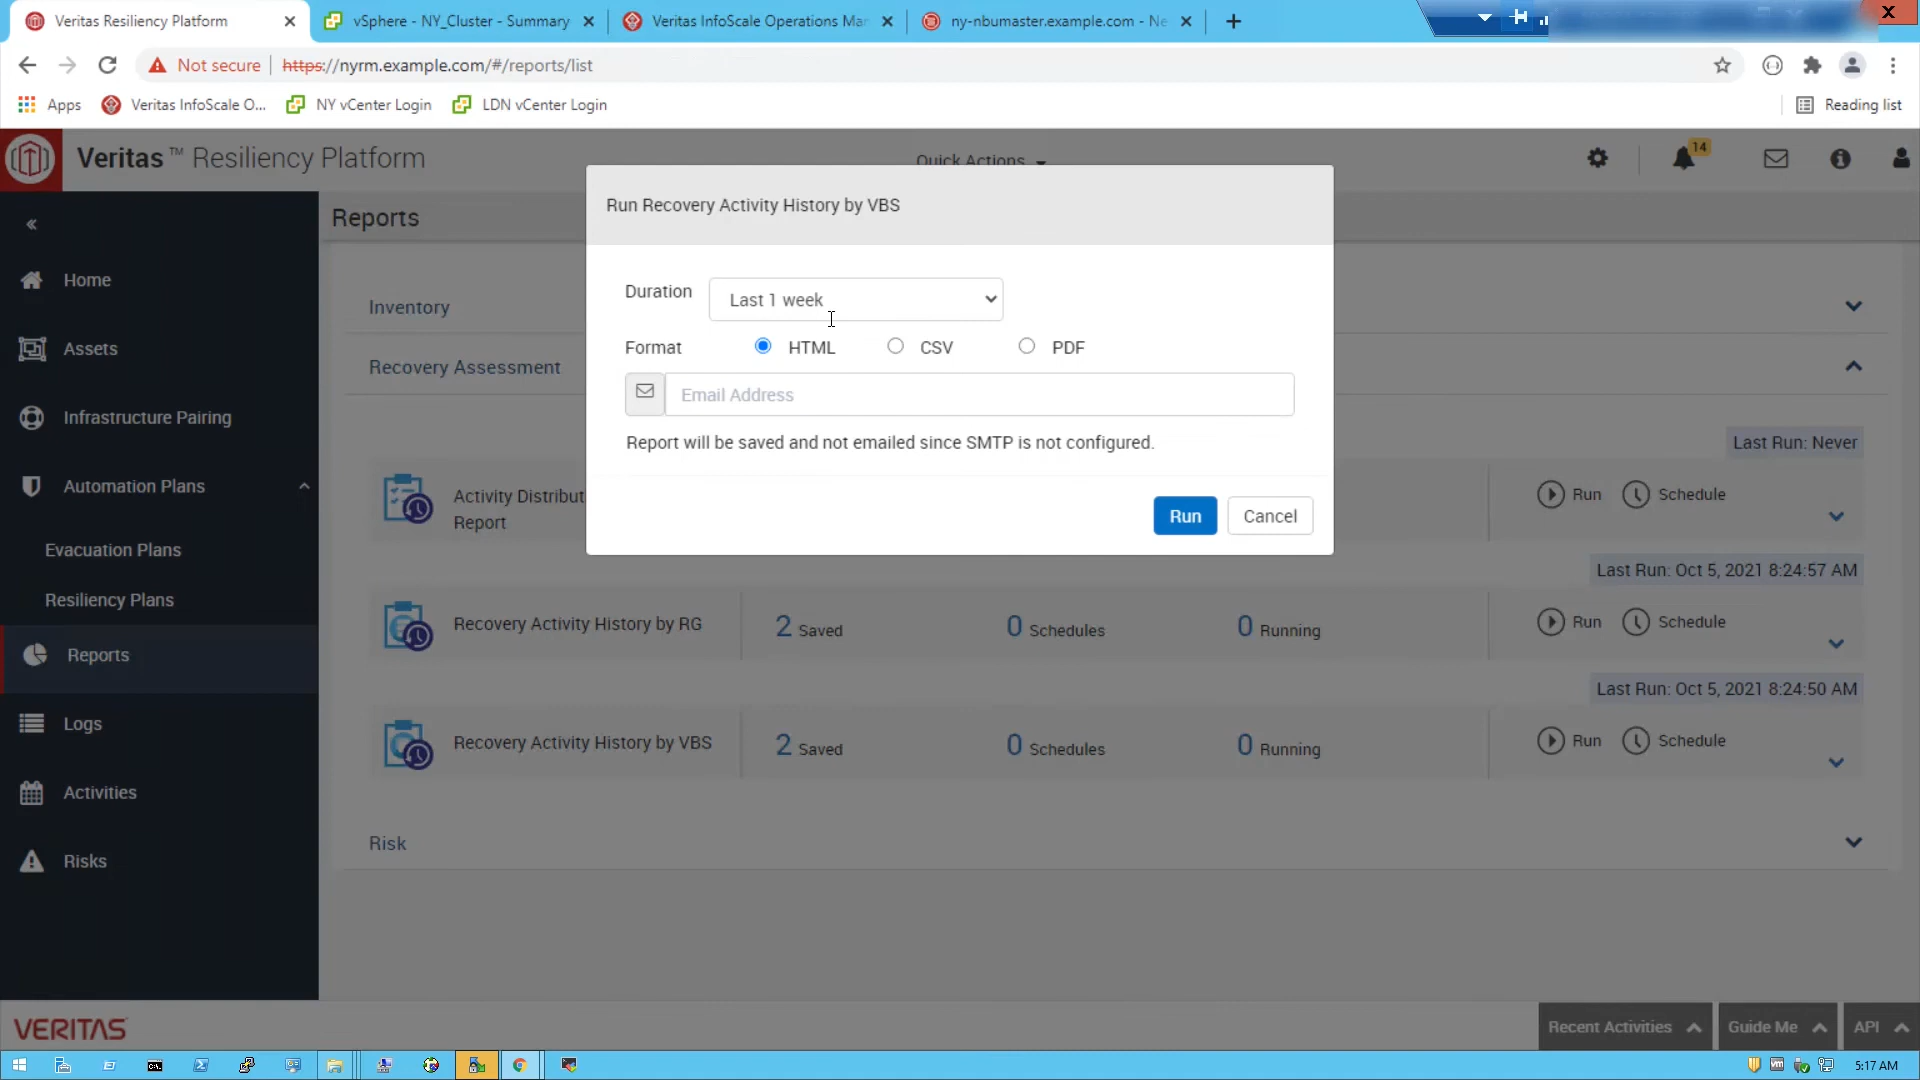 Veritas Resiliency Platform
vSphere - NY_Cluster - Summary
Veritas InfoScale Operations Mar
ny-nbumaster.example.com - Ne
Not secure
https://nyrm.example.com/#/reports/list
Apps
Veritas InfoScale O...
NY vCenter Login
LDN vCenter Login
Reading list
Veritas™ Resiliency Platform
Quick Actions
14
Home
Assets
Infrastructure Pairing
Automation Plans
Evacuation Plans
Resiliency Plans
Reports
Logs
Activities
Risks
Reports
Inventory
Recovery Assessment
Run Recovery Activity History by VBS
Duration
Last 1 week
Format
HTML
CSV
PDF
Email Address
Report will be saved and not emailed since SMTP is not configured.
Run
Cancel
Last Run: Never
Activity Distribut
Report
Run
Schedule
Last Run: Oct 5, 2021 8:24:57 AM
Recovery Activity History by RG
2 Saved
0 Schedules
0 Running
Run
Schedule
Last Run: Oct 5, 2021 8:24:50 AM
Recovery Activity History by VBS
2 Saved
0 Schedules
0 Running
Run
Schedule
Risk
VERITAS
Recent Activities
Guide Me
API
5:17 AM